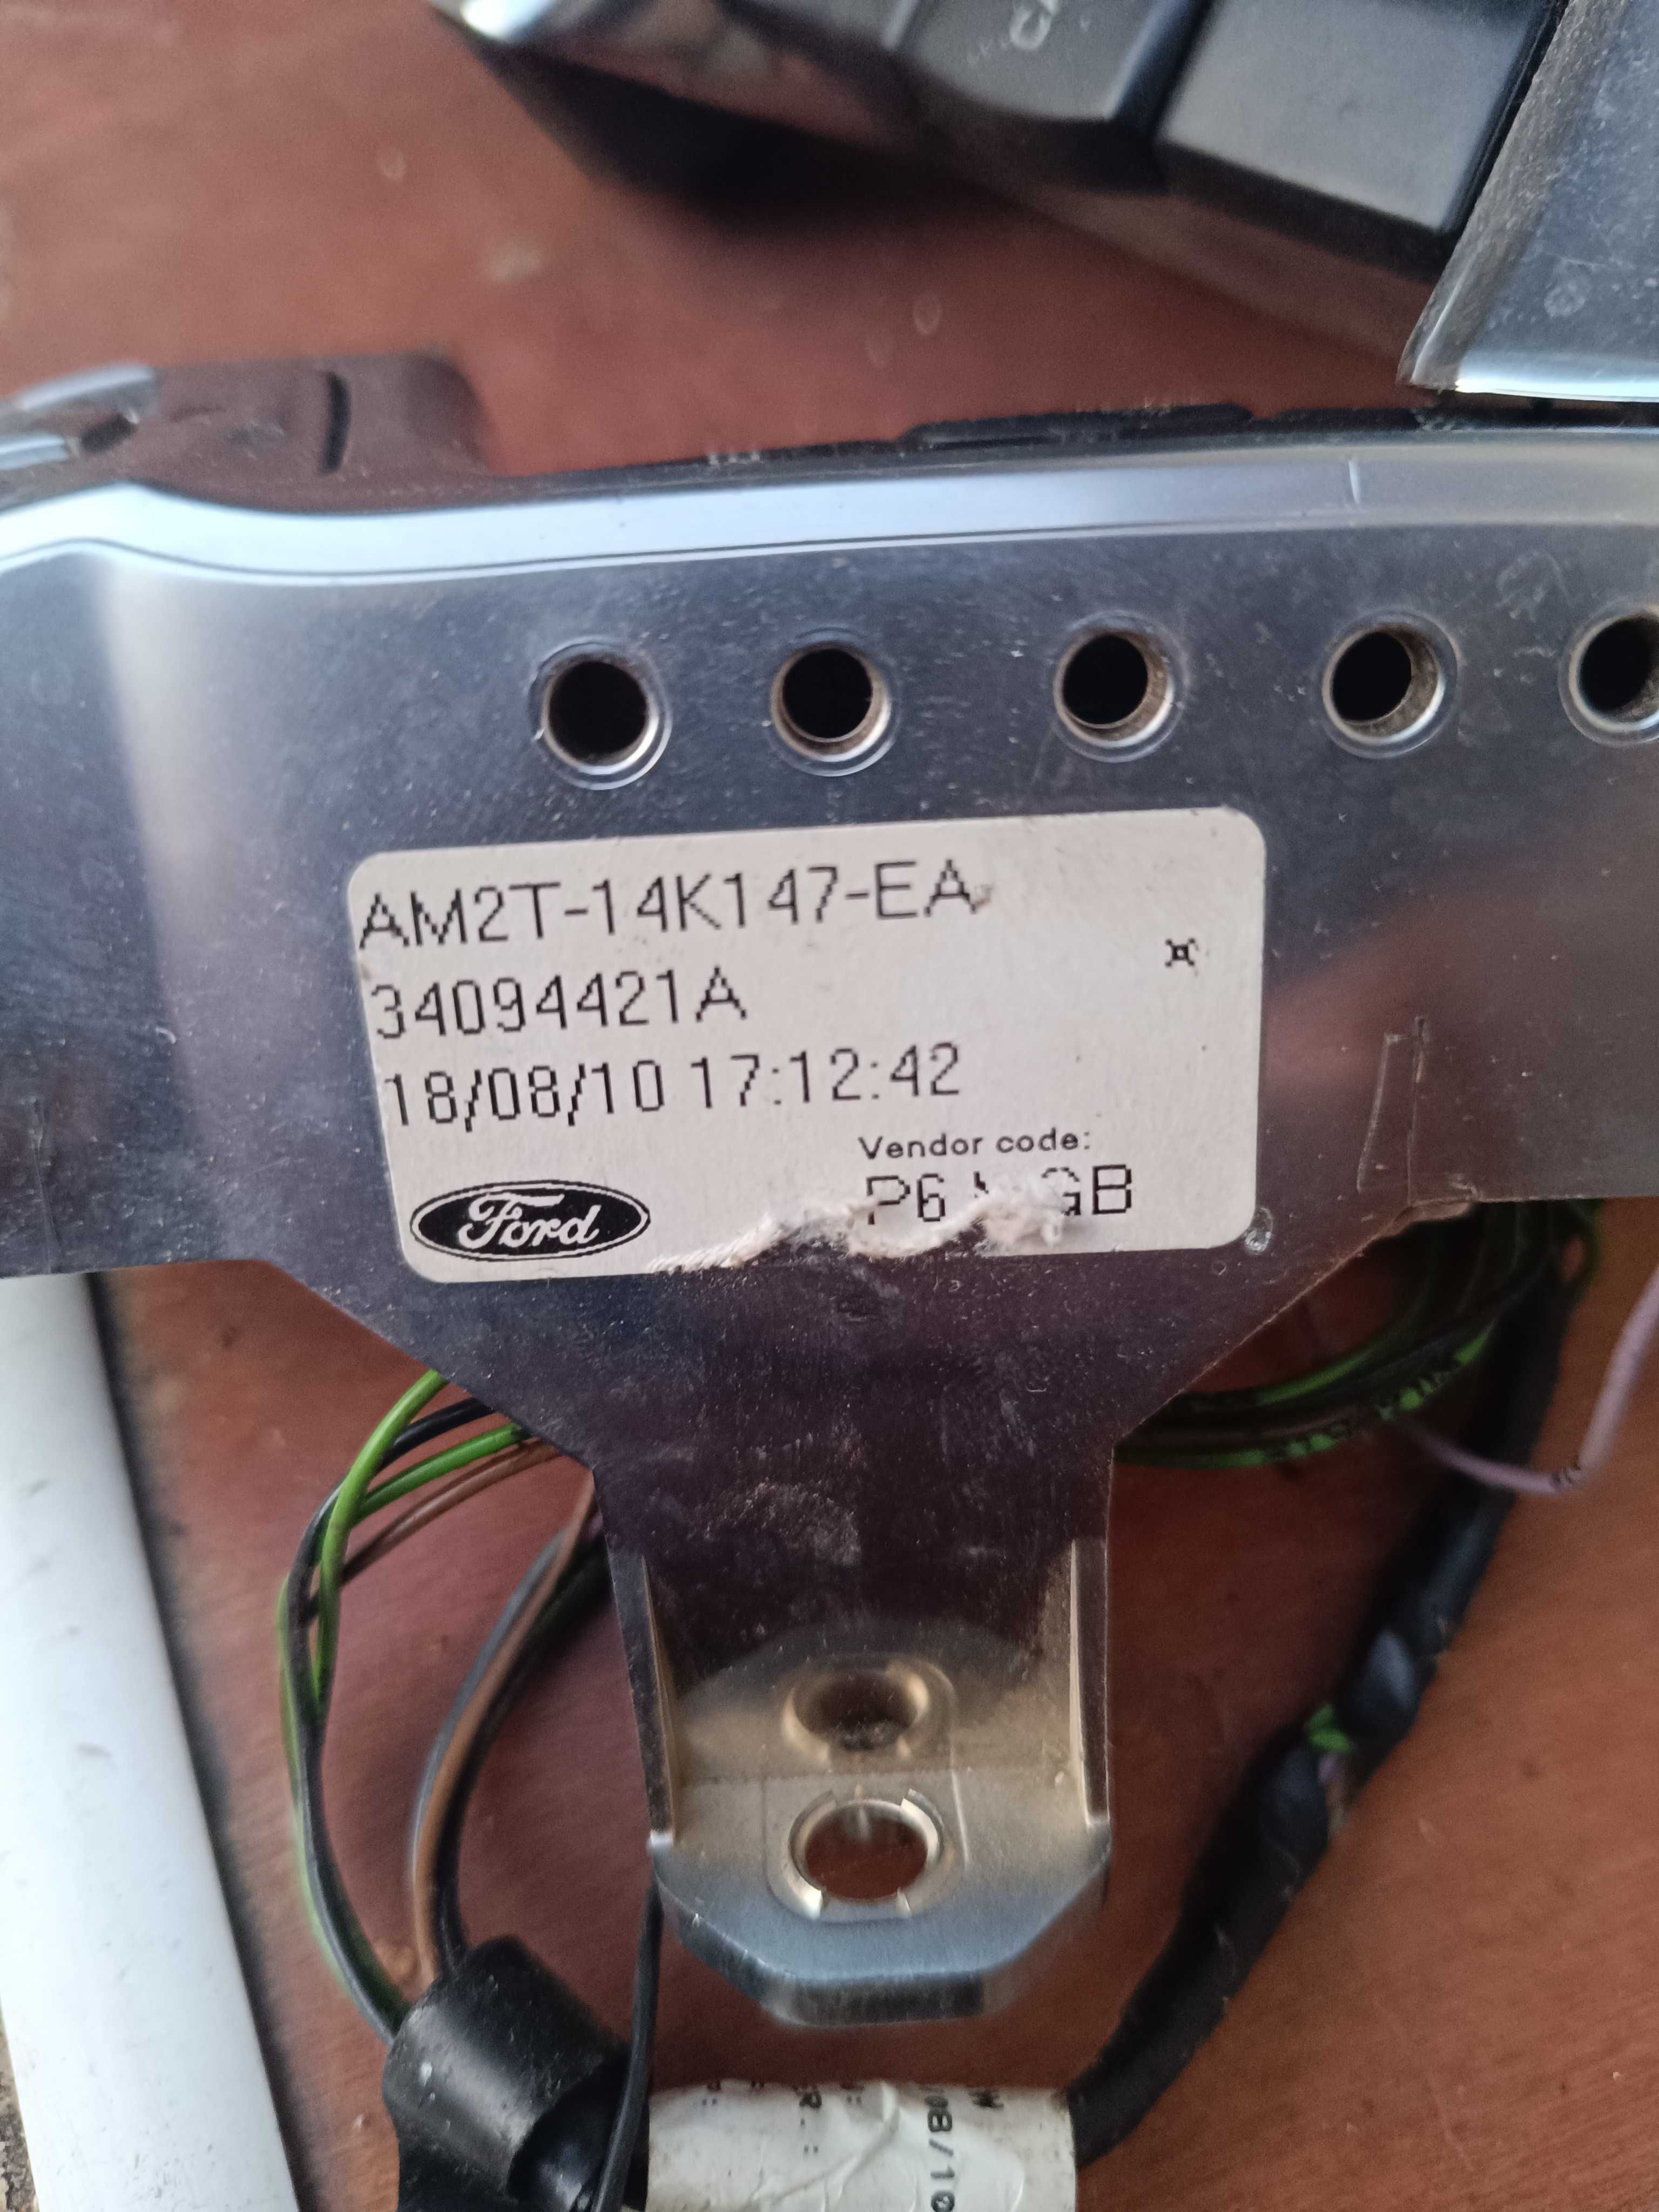 AM2T-14K147-EA
34094421A
18/08/10 17:12:42
Vendor code:
Ford